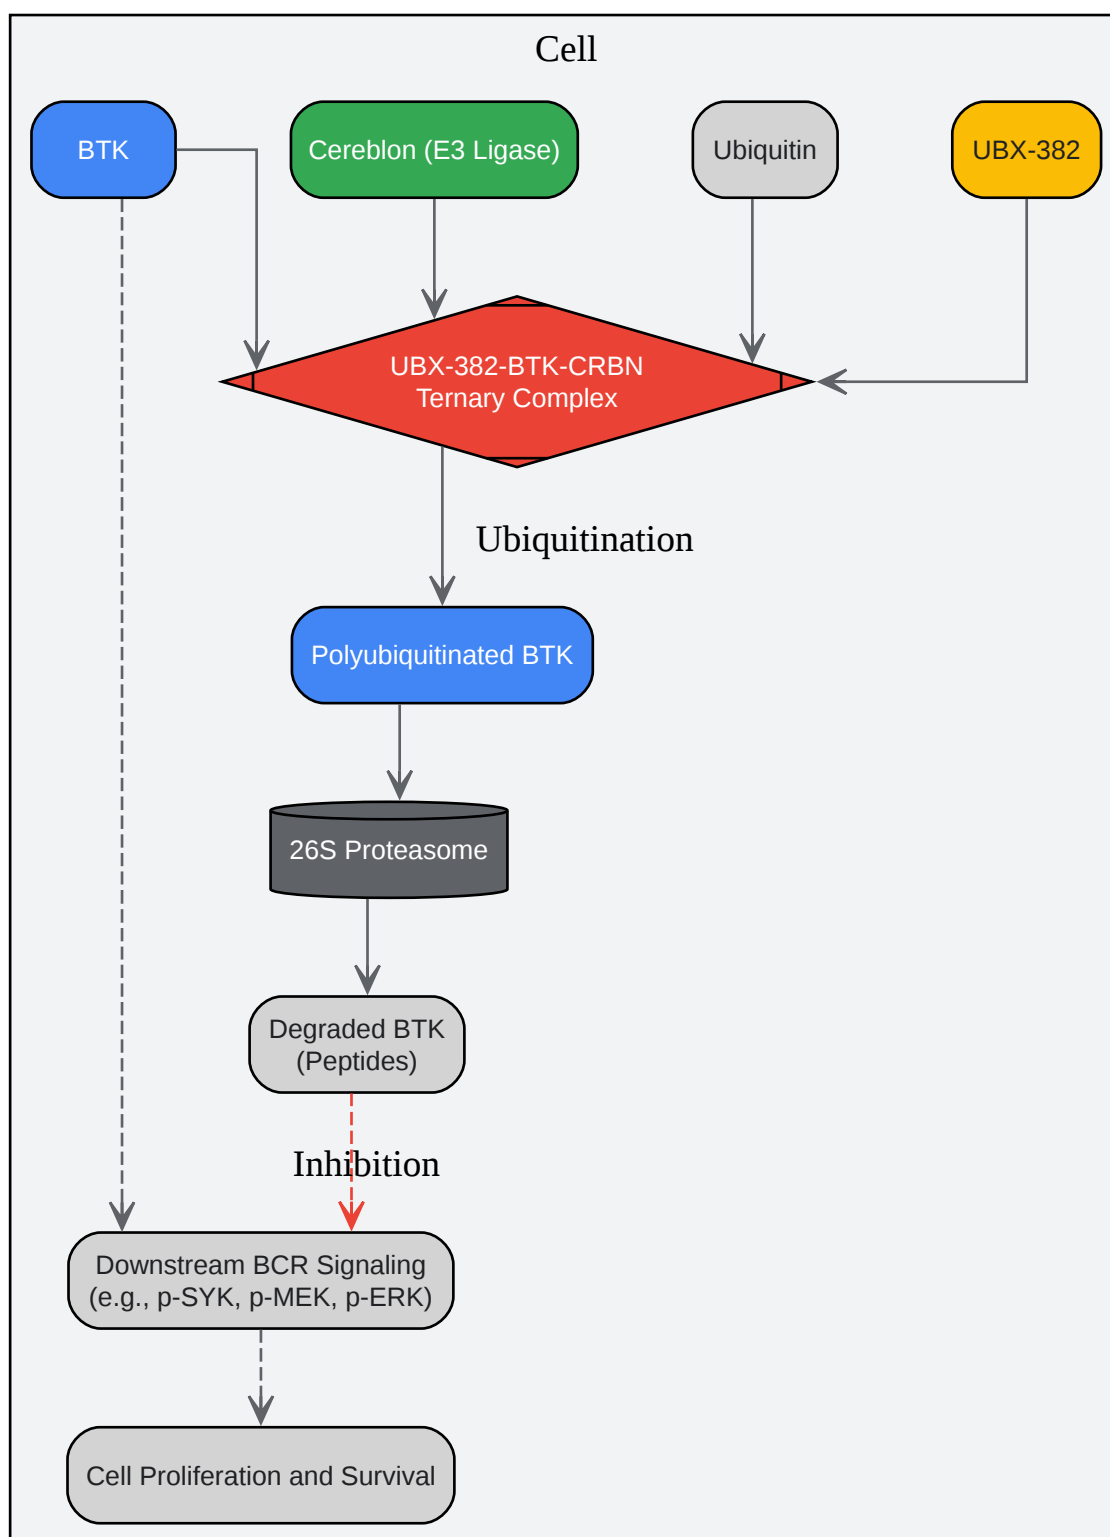 Cell
BTK
Cereblon (E3 Ligase)
Ubiquitin
UBX-382
UBX-382-BTK-CRBN
Ternary Complex
Ubiquitination
Polyubiquitinated BTK
26S Proteasome
Degraded BTK
(Peptides)
Inhibition
Downstream BCR Signaling
(e.g., p-SYK, p-MEK, p-ERK)
Cell Proliferation and Survival